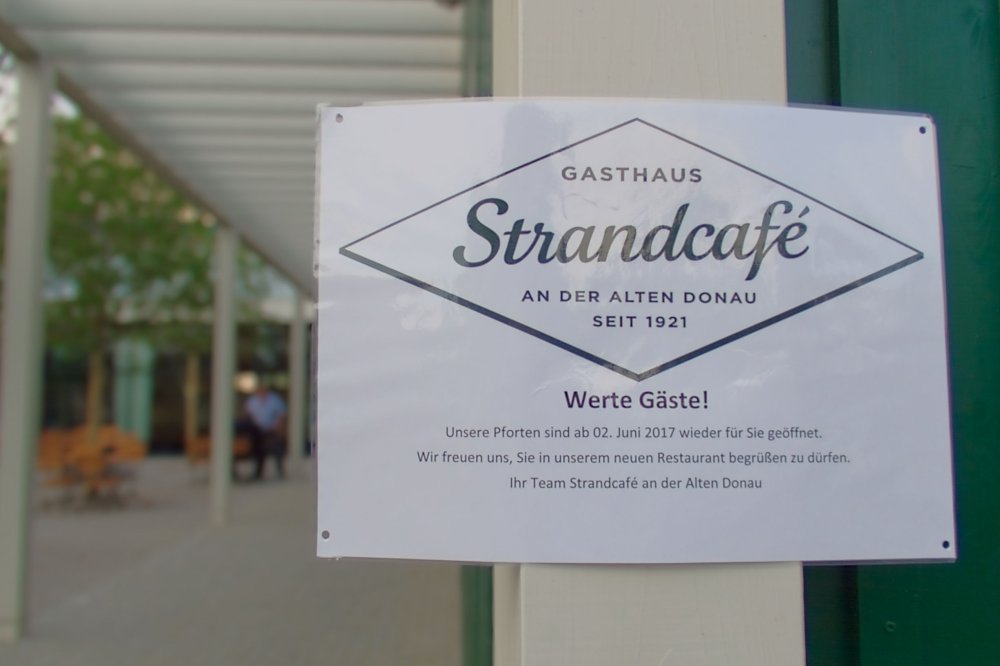 GASTHAUS
Strandcafé
AN DER ALTEN DONAU
SEIT 1921
Werte Gäste!
Unsere Pforten sind ab 02. Juni 2017 wieder für Sie geöffnet.
Wir freuen uns, Sie in unserem neuen Restaurant begrüßen zu dürfen.
Ihr Team Strandcafé an der Alten Donau